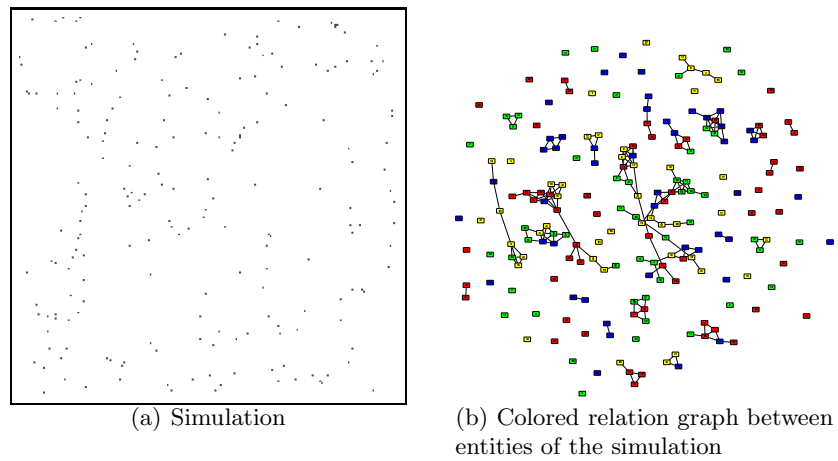 (a) Simulation
(b) Colored relation graph between
entities of the simulation